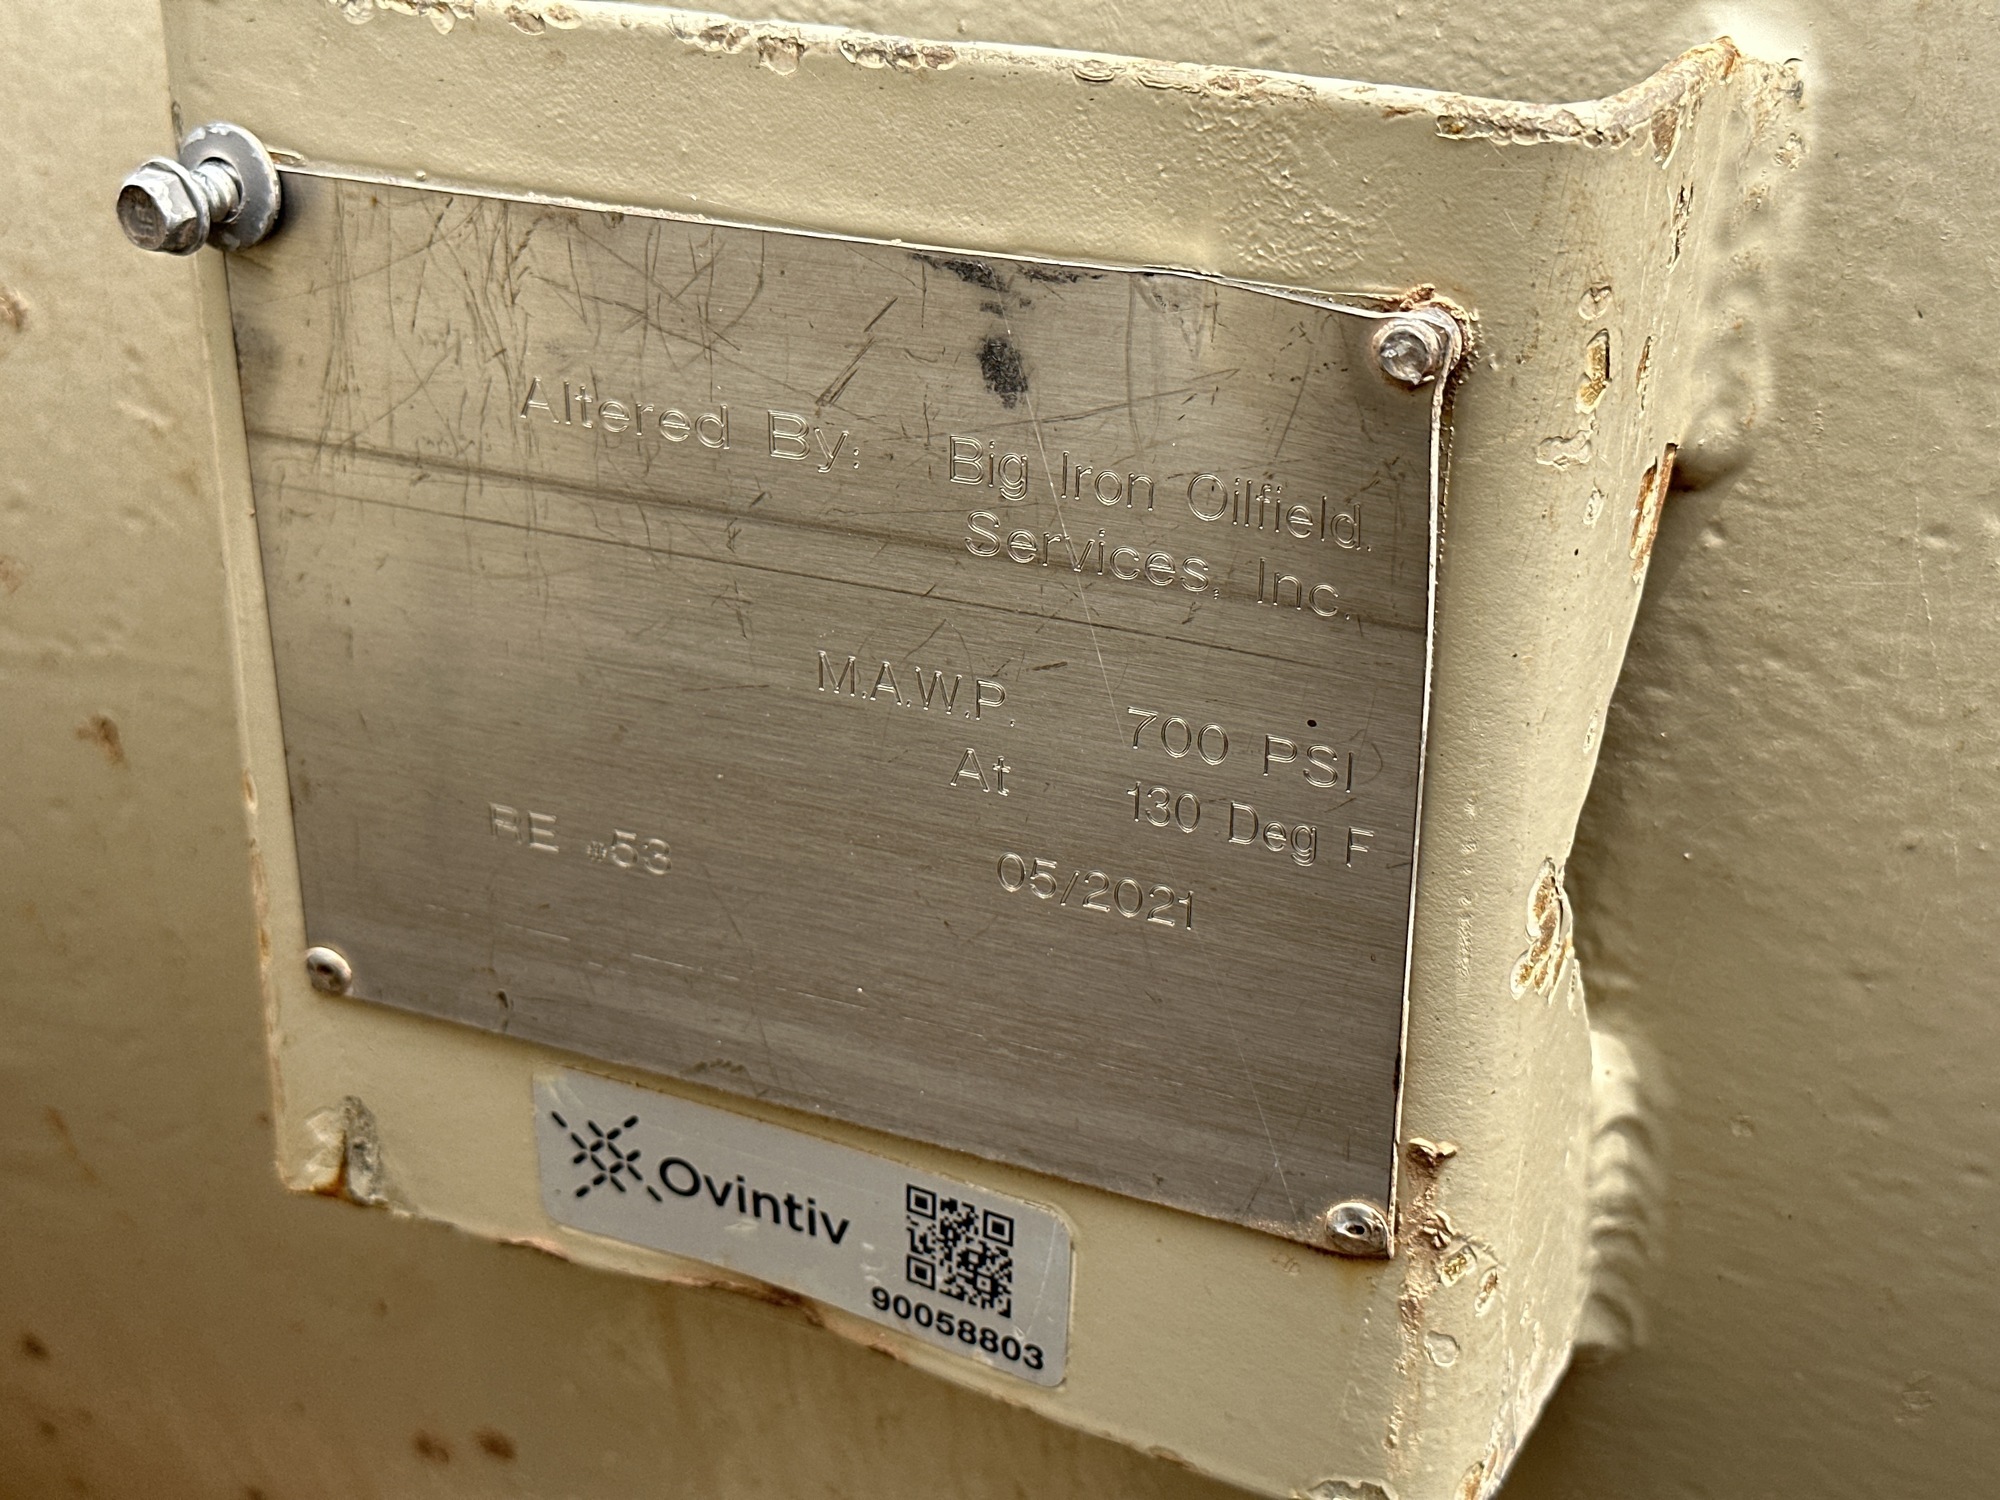 Altered By: Big Iron Oilfield
Services, Inc.
M.A.W.P. 700 PSI
At 130 Deg F
RE #53 05/2021
Ovintiv
90058803